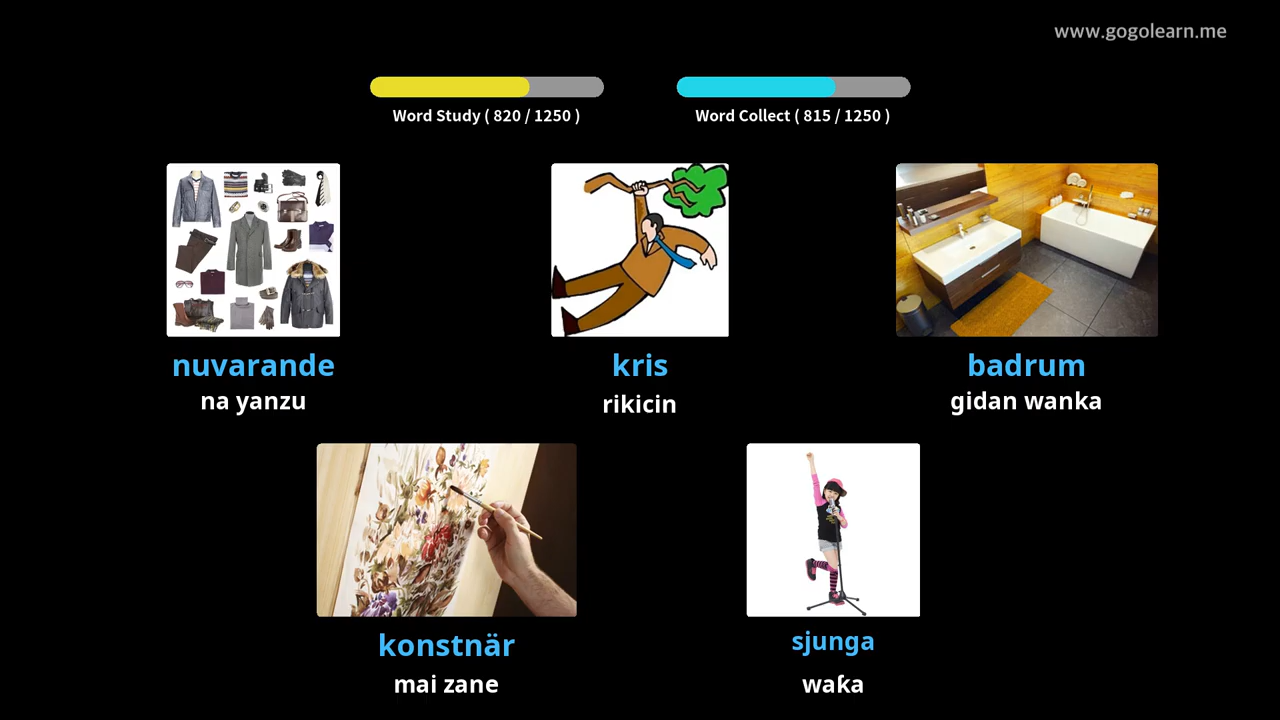 www.gogolearn.me
Word Study ( 820 / 1250 )
Word Collect ( 815 / 1250 )
nuvarande
na yanzu
kris
rikicin
badrum
gidan wanka
konstnär
mai zane
sjunga
waƙa